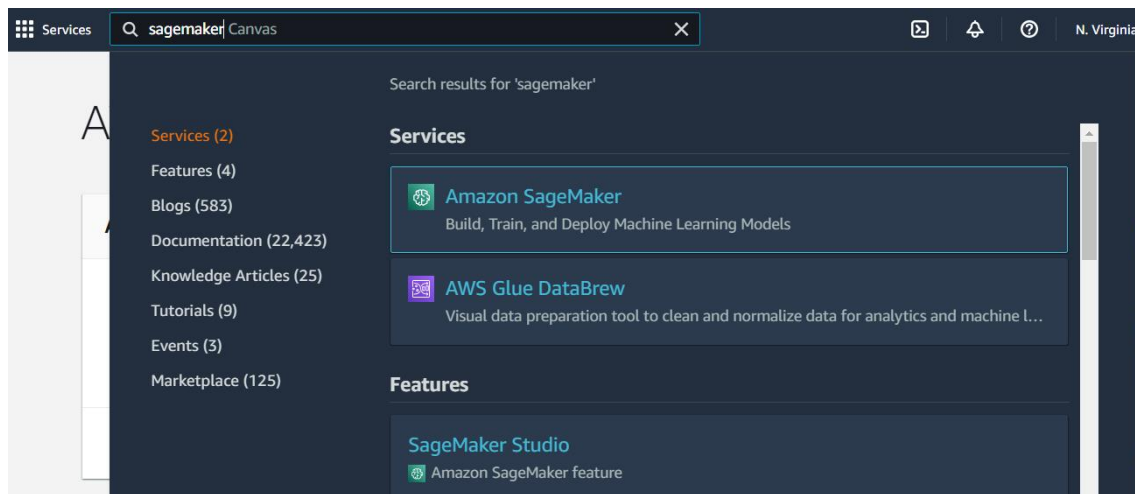 Services
sagemaker Canvas
N. Virginia
Search results for 'sagemaker'
A
Services (2)
Features (4)
Blogs (583)
Documentation (22,423)
Knowledge Articles (25)
Tutorials (9)
Events (3)
Marketplace (125)
Services
Amazon SageMaker
Build, Train, and Deploy Machine Learning Models
AWS Glue DataBrew
Visual data preparation tool to clean and normalize data for analytics and machine l...
Features
SageMaker Studio
Amazon SageMaker feature